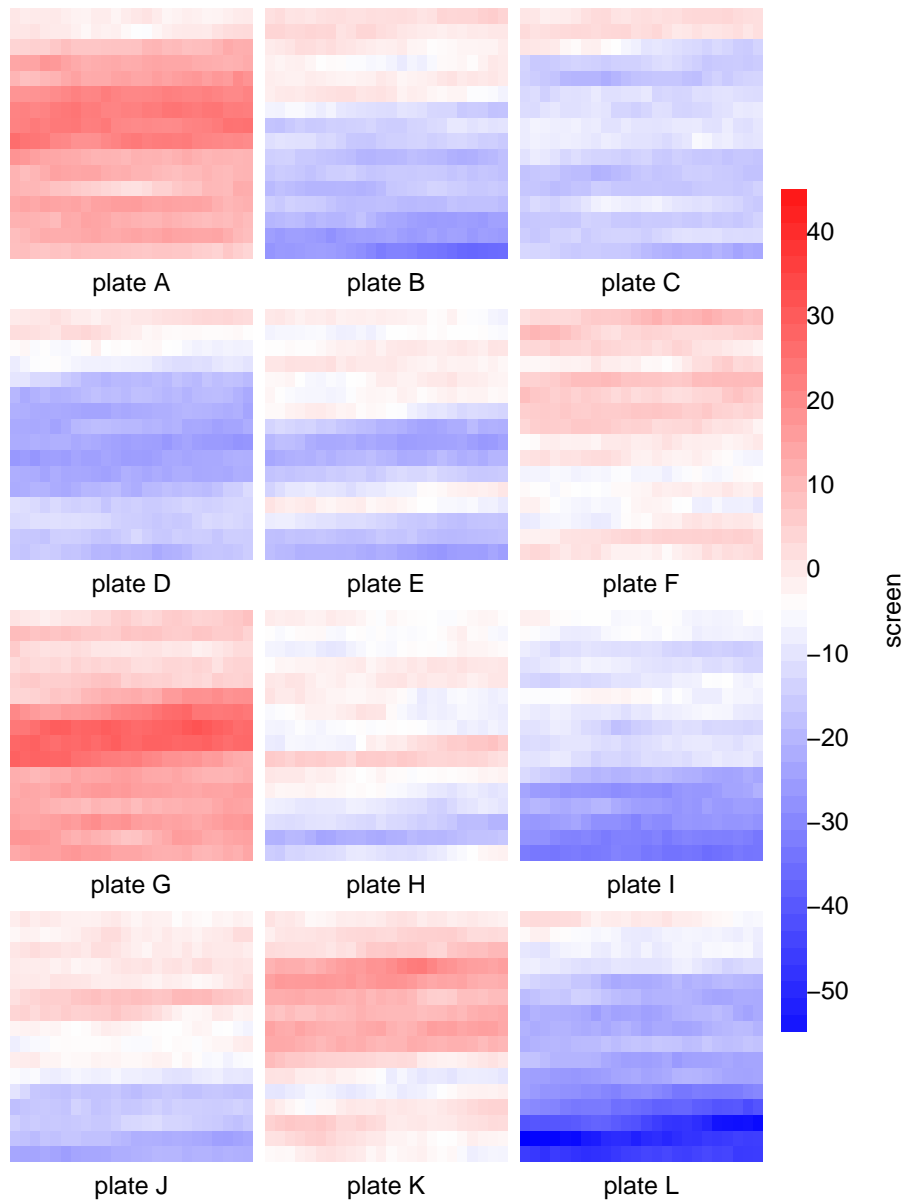 plate A
plate B
plate C
plate D
plate E
plate F
plate G
plate H
plate I
plate J
plate K
plate L
40
30
20
10
0
−10
−20
−30
−40
−50
screen